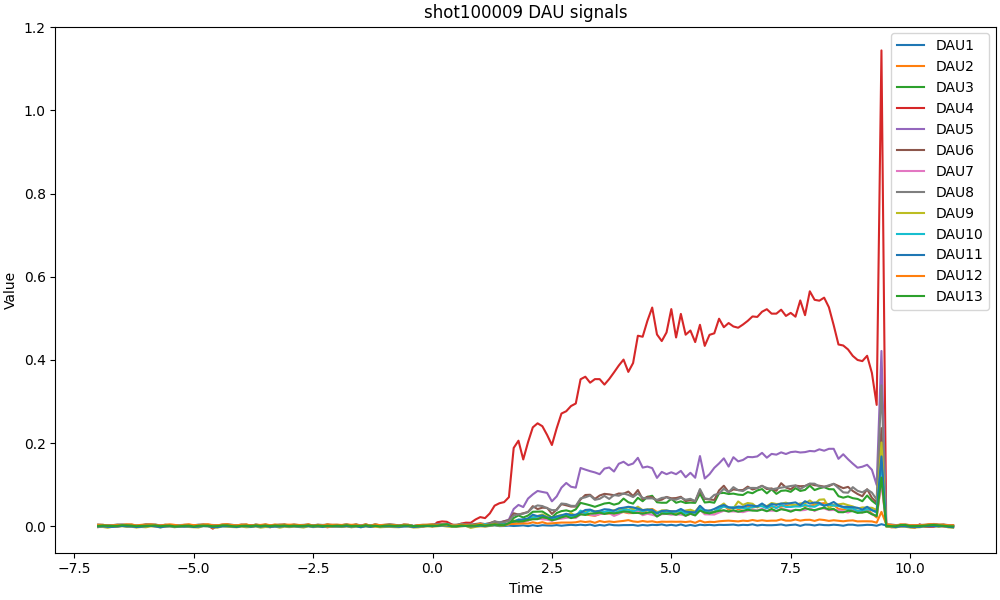 shot100009 DAU signals
1.2
1.0
0.8
0.6
0.4
0.2
0.0
Value
−7.5
−5.0
−2.5
0.0
2.5
5.0
7.5
10.0
Time
DAU1
DAU2
DAU3
DAU4
DAU5
DAU6
DAU7
DAU8
DAU9
DAU10
DAU11
DAU12
DAU13